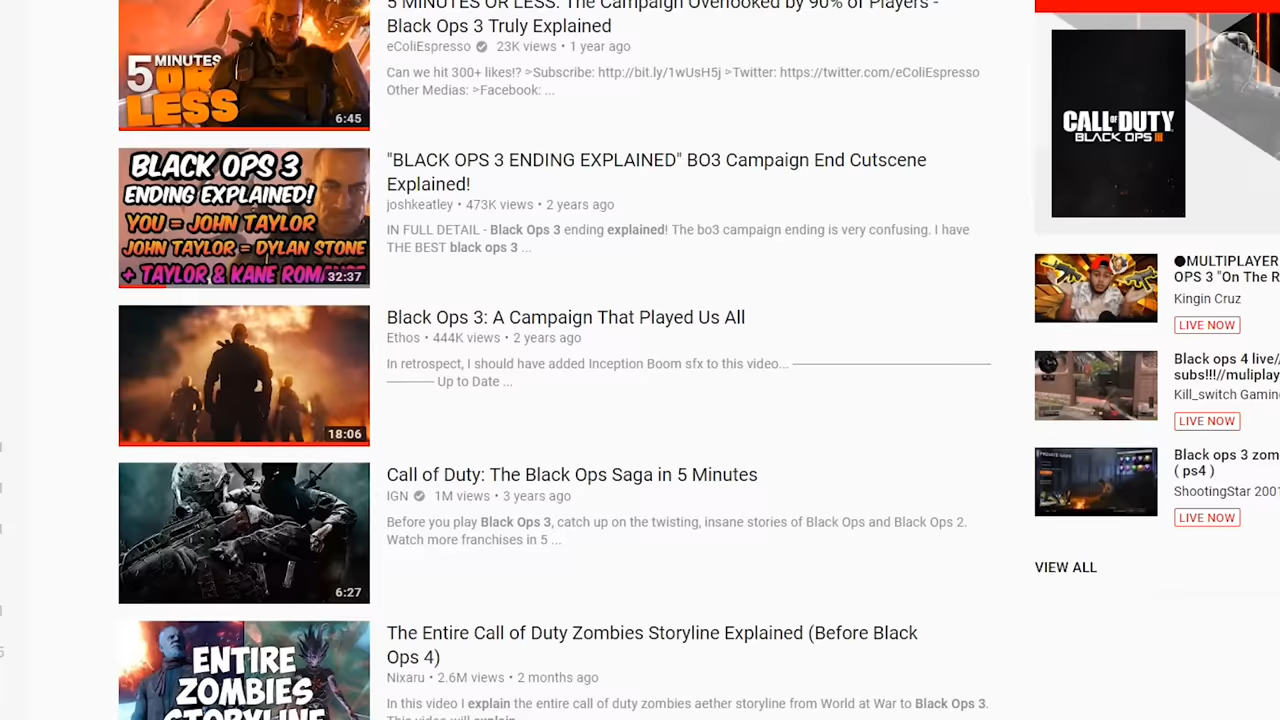 5 MINUTES OR LESS: The Campaign Overlooked by 90% of Players -
Black Ops 3 Truly Explained
eColiEspresso 23K views • 1 year ago
Can we hit 300+ likes!? ➣Subscribe: http://bit.ly/1wUsH5j ➣Twitter: https://twitter.com/eColiEspresso
Other Medias: ➣Facebook: ...
5 MINUTES
OR
LESS
6:45
"BLACK OPS 3 ENDING EXPLAINED" BO3 Campaign End Cutscene
Explained!
joshkeatley • 473K views • 2 years ago
IN FULL DETAIL - Black Ops 3 ending explained! The bo3 campaign ending is very confusing. I have
THE BEST black ops 3 ...
BLACK OPS 3
ENDING EXPLAINED!
YOU = JOHN TAYLOR
JOHN TAYLOR = DYLAN STONE
+ TAYLOR & KANE
32:37
Black Ops 3: A Campaign That Played Us All
Ethos • 444K views • 2 years ago
In retrospect, I should have added Inception Boom sfx to this video... ————————————————
———— Up to Date ...
18:06
Call of Duty: The Black Ops Saga in 5 Minutes
IGN 1M views • 3 years ago
Before you play Black Ops 3, catch up on the twisting, insane stories of Black Ops and Black Ops 2.
Watch more franchises in 5 ...
6:27
The Entire Call of Duty Zombies Storyline Explained (Before Black
Ops 4)
Nixaru • 2.6M views • 2 months ago
In this video I explain the entire call of duty zombies aether storyline from World at War to Black Ops 3.
This video will explain
ENTIRE
ZOMBIES
STORYLINE
CALL OF DUTY
BLACK OPS III
●MULTIPLAYER
OPS 3 "On The R
Kingin Cruz
LIVE NOW
Black ops 4 live//
subs!!!//muliplay
Kill_switch Gamin
LIVE NOW
Black ops 3 zom
( ps4 )
ShootingStar 2001
LIVE NOW
VIEW ALL